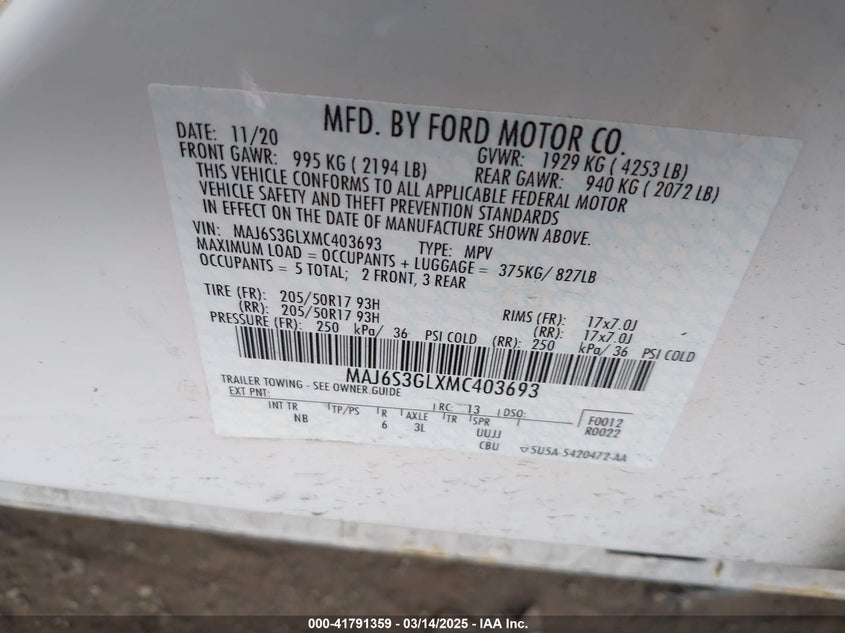 MFD. BY FORD MOTOR CO.
DATE: 11/20 GVWR: 1929 KG ( 4253 LB)
FRONT GAWR: 995 KG ( 2194 LB) REAR GAWR: 940 KG ( 2072 LB)
THIS VEHICLE CONFORMS TO ALL APPLICABLE FEDERAL MOTOR
VEHICLE SAFETY AND THEFT PREVENTION STANDARDS
IN EFFECT ON THE DATE OF MANUFACTURE SHOWN ABOVE.
VIN: MAJ6S3GLXMC403693 TYPE: MPV
MAXIMUM LOAD = OCCUPANTS + LUGGAGE = 375KG/ 827LB
OCCUPANTS = 5 TOTAL; 2 FRONT, 3 REAR
TIRE (FR): 205/50R17 93H RIMS (FR): 17x7.0J
(RR): 205/50R17 93H (RR): 17x7.0J
PRESSURE (FR): 250 kPa/ 36 PSI COLD (RR): 250 kPa/ 36 PSI COLD
MAJ6S3GLXMC403693
TRAILER TOWING - SEE OWNER GUIDE
EXT PNT: RC: 13 DSO:
INT TR TP/PS R AXLE TR SPR F0012
NB 6 3L UUJJ R0022
CBU ▽5U5A-5420472-AA
000-41791359 - 03/14/2025 - IAA Inc.